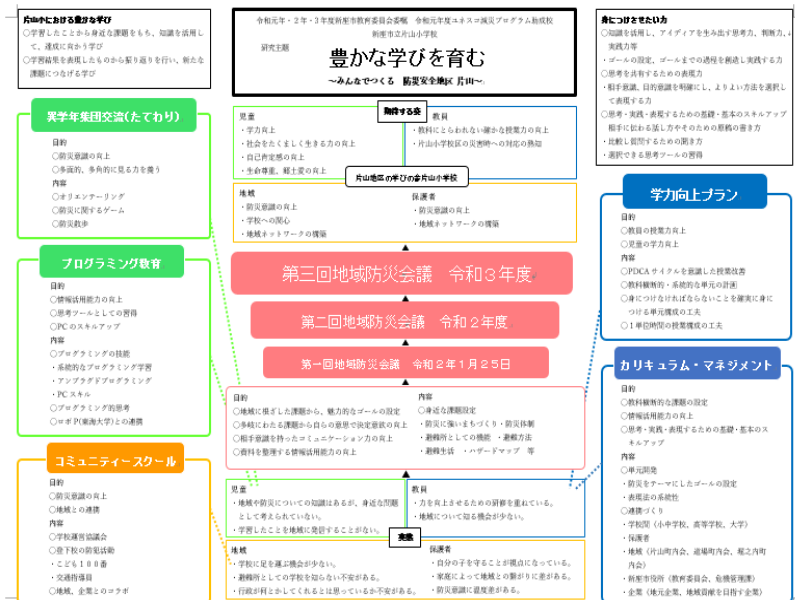 片山小における豊かな学び
○学習したことから身近な課題をもち、知識を活用し
て、達成に向かう学び
○学習結果を表現したものから振り返りを行い、新たな
課題につなげる学び
令和元年・2年・3年度新座市教育委員会委嘱　令和元年度ユネスコ減災プログラム助成校
新座市立片山小学校
研究主題
豊かな学びを育む
～みんなでつくる　防災安全地区 片山～
身につけさせたい力
○知識を活用し、アイディアを生み出す思考力、判断力、
実践力等
・ゴールの設定、ゴールまでの過程を創造し実践する力
○思考を共有するための表現力
・相手意識、目的意識を明確にし、よりよい方法を選択し
て表現する力
○思考・実践・表現するための基礎・基本のスキルアップ
相手に伝わる話し方やそのための原稿の書き方
・比較し質問するための聞き方
・選択できる思考ツールの習得
異学年集団交流(たてわり)
目的
○防災意識の向上
○多面的、多角的に見る力を養う
内容
○オリエンテーリング
○防災に関するゲーム
○防災散歩
プログラミング教育
目的
○情報活用能力の向上
○思考ツールとしての習得
○PCのスキルアップ
内容
○プログラミングの技能
・系統的なプログラミング学習
・アンプラグドプログラミング
・PCスキル
○プログラミング的思考
○ロボP(東海大学)との連携
コミュニティースクール
目的
○防災意識の向上
○地域との連携
内容
○学校運営協議会
○登下校の防犯活動
・こども100番
・交通指導員
○地域、企業とのコラボ
期待する姿
児童
・学力向上
・社会をたくましく生きる力の向上
・自己肯定感の向上
・生命尊重、郷土愛の向上
教員
・教科にとらわれない確かな授業力の向上
・片山小学校区の災害時への対応の熟知
片山地区の学びの舎片山小学校
地域
・防災意識の向上
・学校への関心
・地域ネットワークの構築
保護者
・防災意識の向上
・地域ネットワークの構築
第三回地域防災会議　令和3年度
第二回地域防災会議　令和2年度
第一回地域防災会議　令和2年1月25日
目的
○地域に根ざした課題から、魅力的なゴールの設定
○多岐にわたる課題から自らの意思で決定意欲の向上
○相手意識を持ったコミュニケーション力の向上
○資料を整理する情報活用能力の向上
内容
○身近な課題設定
・防災に強いまちづくり・防災体制
・避難所としての機能　・避難方法
・避難生活　・ハザードマップ　等
児童
・地域や防災についての知識はあるが、身近な問題
として考えられていない。
・学習したことを地域に発信することがない。
教員
・力を向上させるための研修を重ねている。
・地域について知る機会が少ない。
実態
地域
・学校に足を運ぶ機会が少ない。
・避難所としての学校を知らない不安がある。
・行政が何とかしてくれるとは思っているか不安がある。
保護者
・自分の子を守ることが視点になっている。
・家庭によって地域との繋がりに差がある。
・防災意識に温度差がある。
学力向上プラン
目的
○教員の授業力向上
○児童の学力向上
内容
○PDCAサイクルを意識した授業改善
○教科横断的・系統的な単元の計画
○身につけなければならないことを確実に身に
つける単元構成の工夫
○1単位時間の授業構成の工夫
カリキュラム・マネジメント
目的
○教科横断的な課題の設定
○情報活用能力の向上
○思考・実践・表現するための基礎・基本のス
キルアップ
内容
○単元開発
・防災をテーマにしたゴールの設定
・表現法の系統性
○連携づくり
・学校間（小中学校、高等学校、大学）
・保護者
・地域（片山町内会、道場町内会、堀之内町
内会）
・新座市役所（教育委員会、危機管理課）
・企業（地元企業、地域貢献を目指す企業）